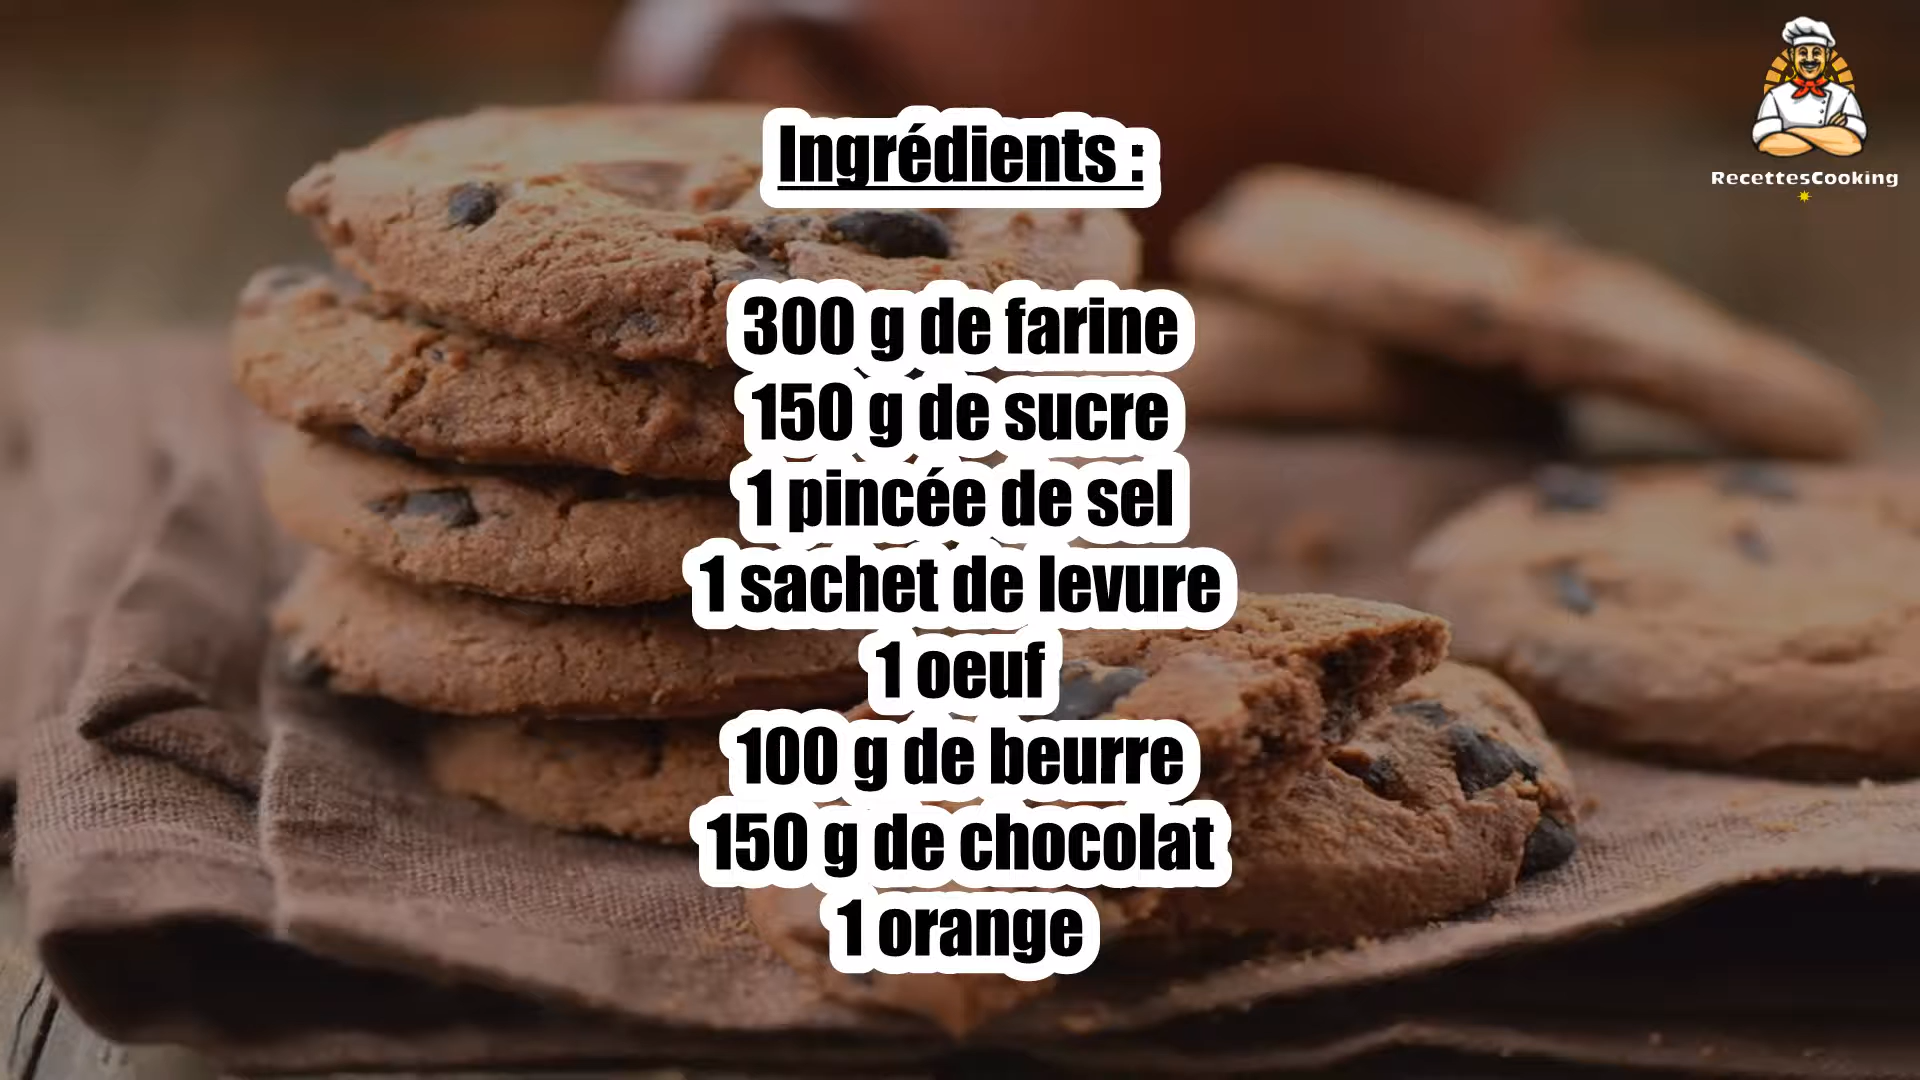 RecettesCooking
Ingrédients :
300 g de farine
150 g de sucre
1 pincée de sel
1 sachet de levure
1 oeuf
100 g de beurre
150 g de chocolat
1 orange